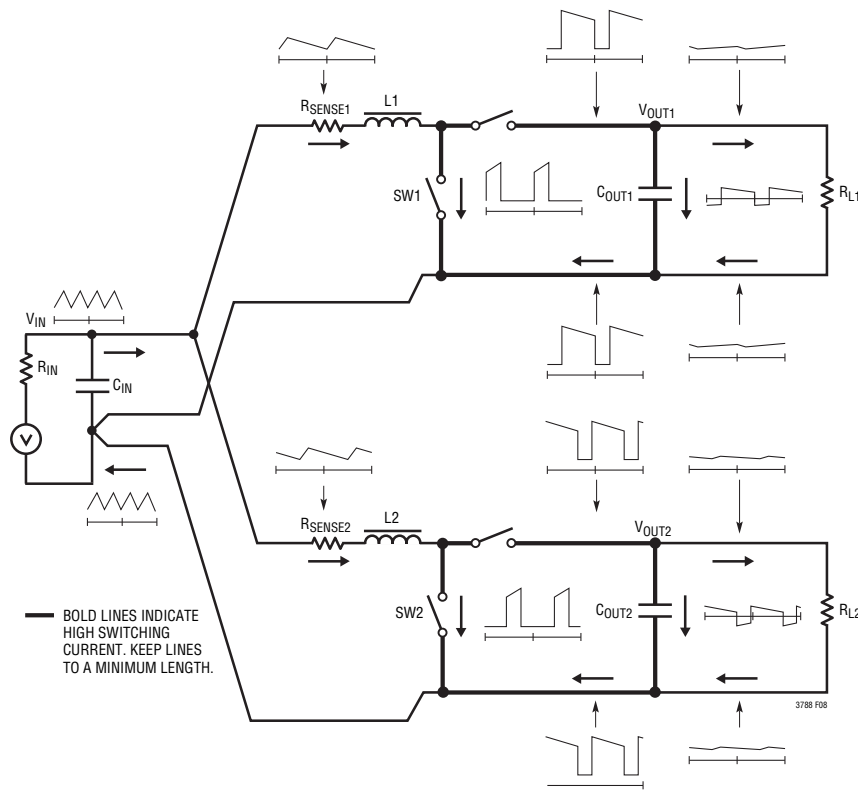 RSENSE1
L1
VOUT1
SW1
COUT1
RL1
VIN
RIN
CIN
V
RSENSE2
L2
VOUT2
SW2
COUT2
RL2
BOLD LINES INDICATE
HIGH SWITCHING
CURRENT. KEEP LINES
TO A MINIMUM LENGTH.
3788 F08